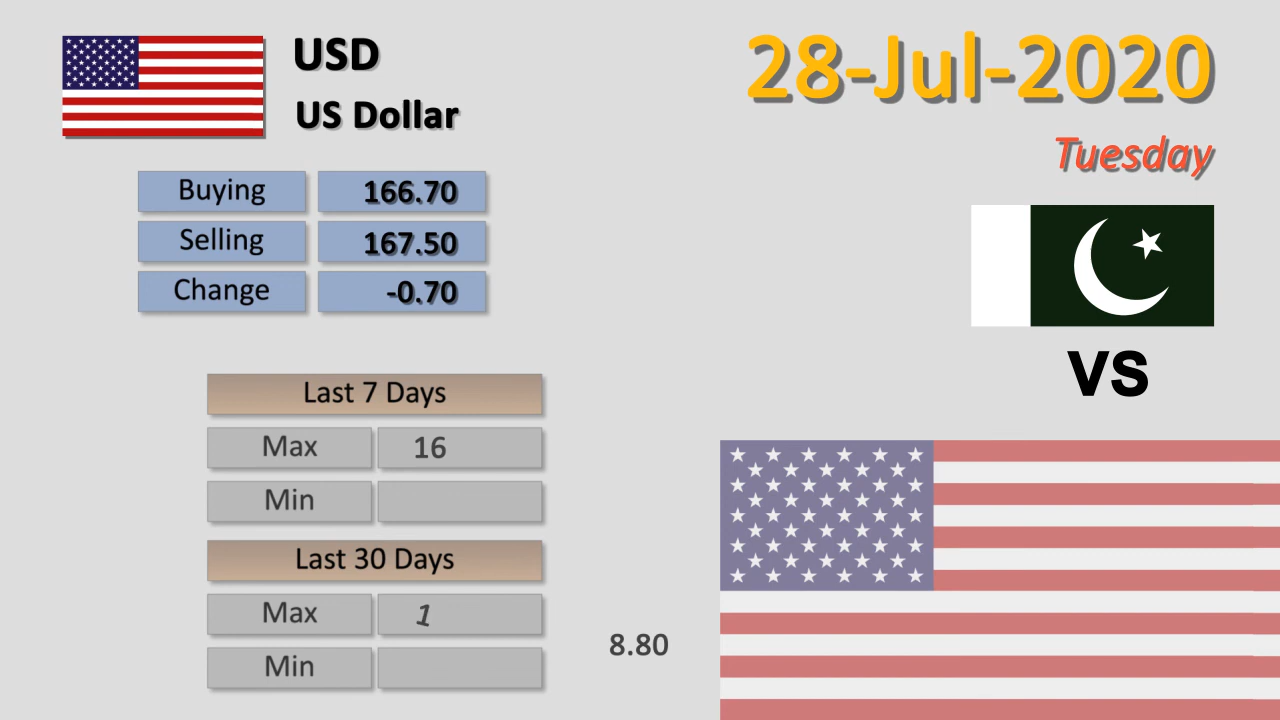 USD
US Dollar
28-Jul-2020
Tuesday
Buying 166.70
Selling 167.50
Change -0.70
VS
Last 7 Days
Max 16
Min
Last 30 Days
Max 1
8.80
Min